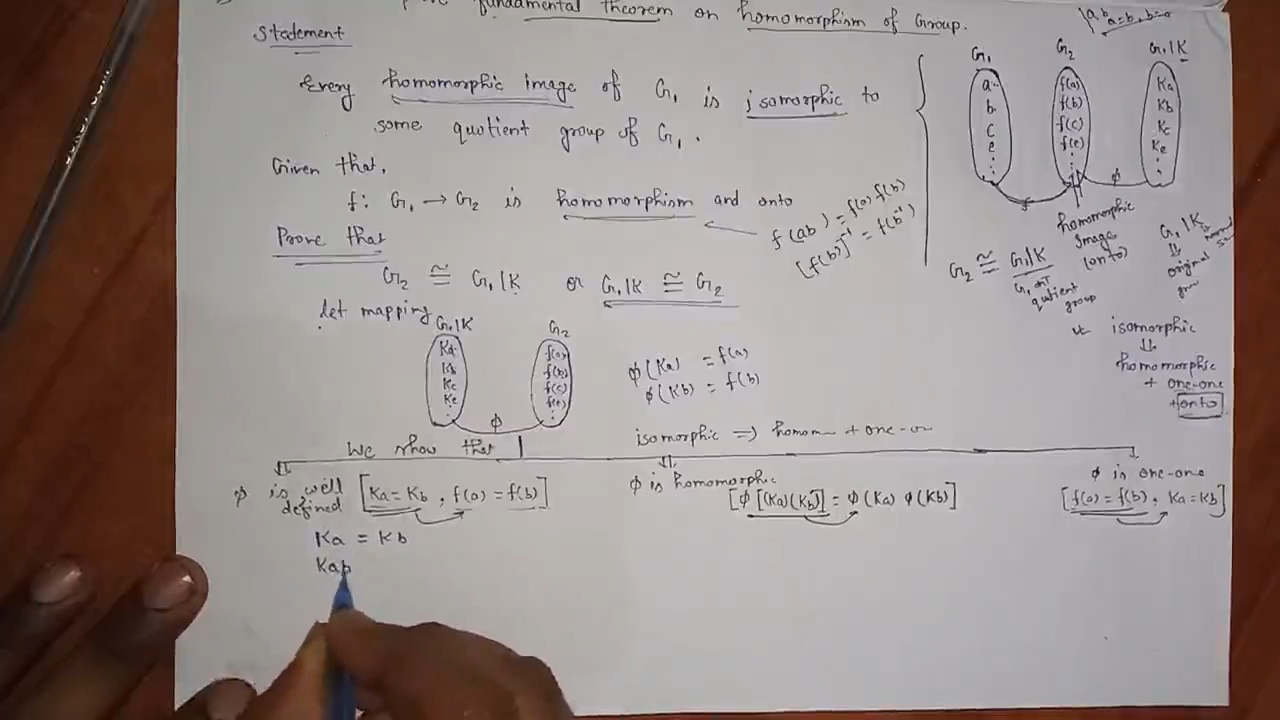 fundamental theorem on homomorphism of Group.
Statement
Every homomorphic image of G₁ is isomorphic to
some quotient group of G₁.
Given that,
f: G₁ → G₂ is homomorphism and onto
f(ab) = f(a) f(b)
[f(b)]⁻¹ = f(b⁻¹)
Prove that
G₂ ≅ G₁|K or G₁|K ≅ G₂
Let mapping
G₁|K G₂
Ka f(a)
Kb f(b)
Kc f(c)
Ke f(e)
ϕ
ϕ(Ka) = f(a)
ϕ(Kb) = f(b)
G₁ G₂ G₁|K
a f(a) Ka
b f(b) Kb
c f(c) Kc
e f(e) Ke
f ϕ
homomorphic
image
(onto)
G₂ ≅ G₁|K
quotient
group
G₁|K
original
isomorphic
⇓
homomorphic
+ one-one
+ onto
We show that
isomorphic ⇒ homom + one-on
ϕ is well
defined [Ka = Kb, f(a) = f(b)]
Ka = Kb
Kab
ϕ is homomorphic
[ϕ[(Ka)(Kb)] = ϕ(Ka) ϕ(Kb)]
ϕ is one-one
[f(a) = f(b), Ka = Kb]